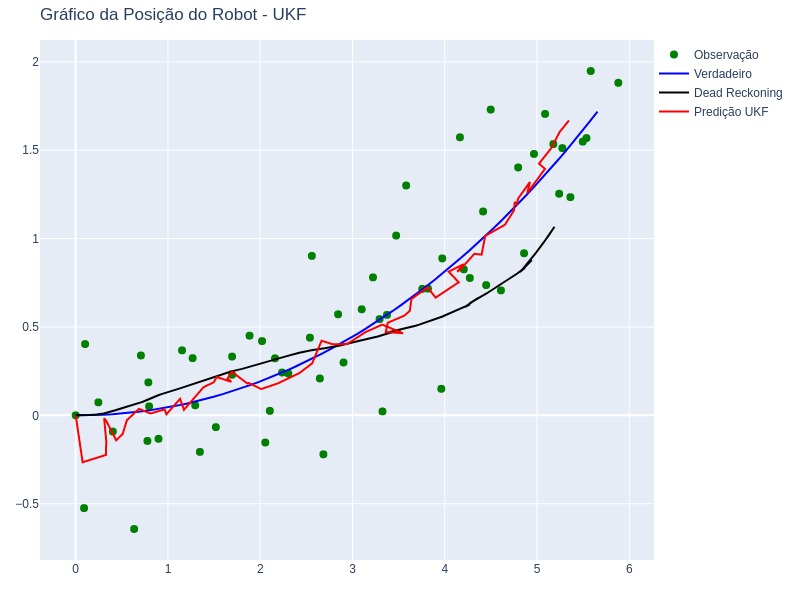 Gráfico da Posição do Robot - UKF
Observação
Verdadeiro
Dead Reckoning
Predição UKF
2
1.5
1
0.5
0
−0.5
0 1 2 3 4 5 6